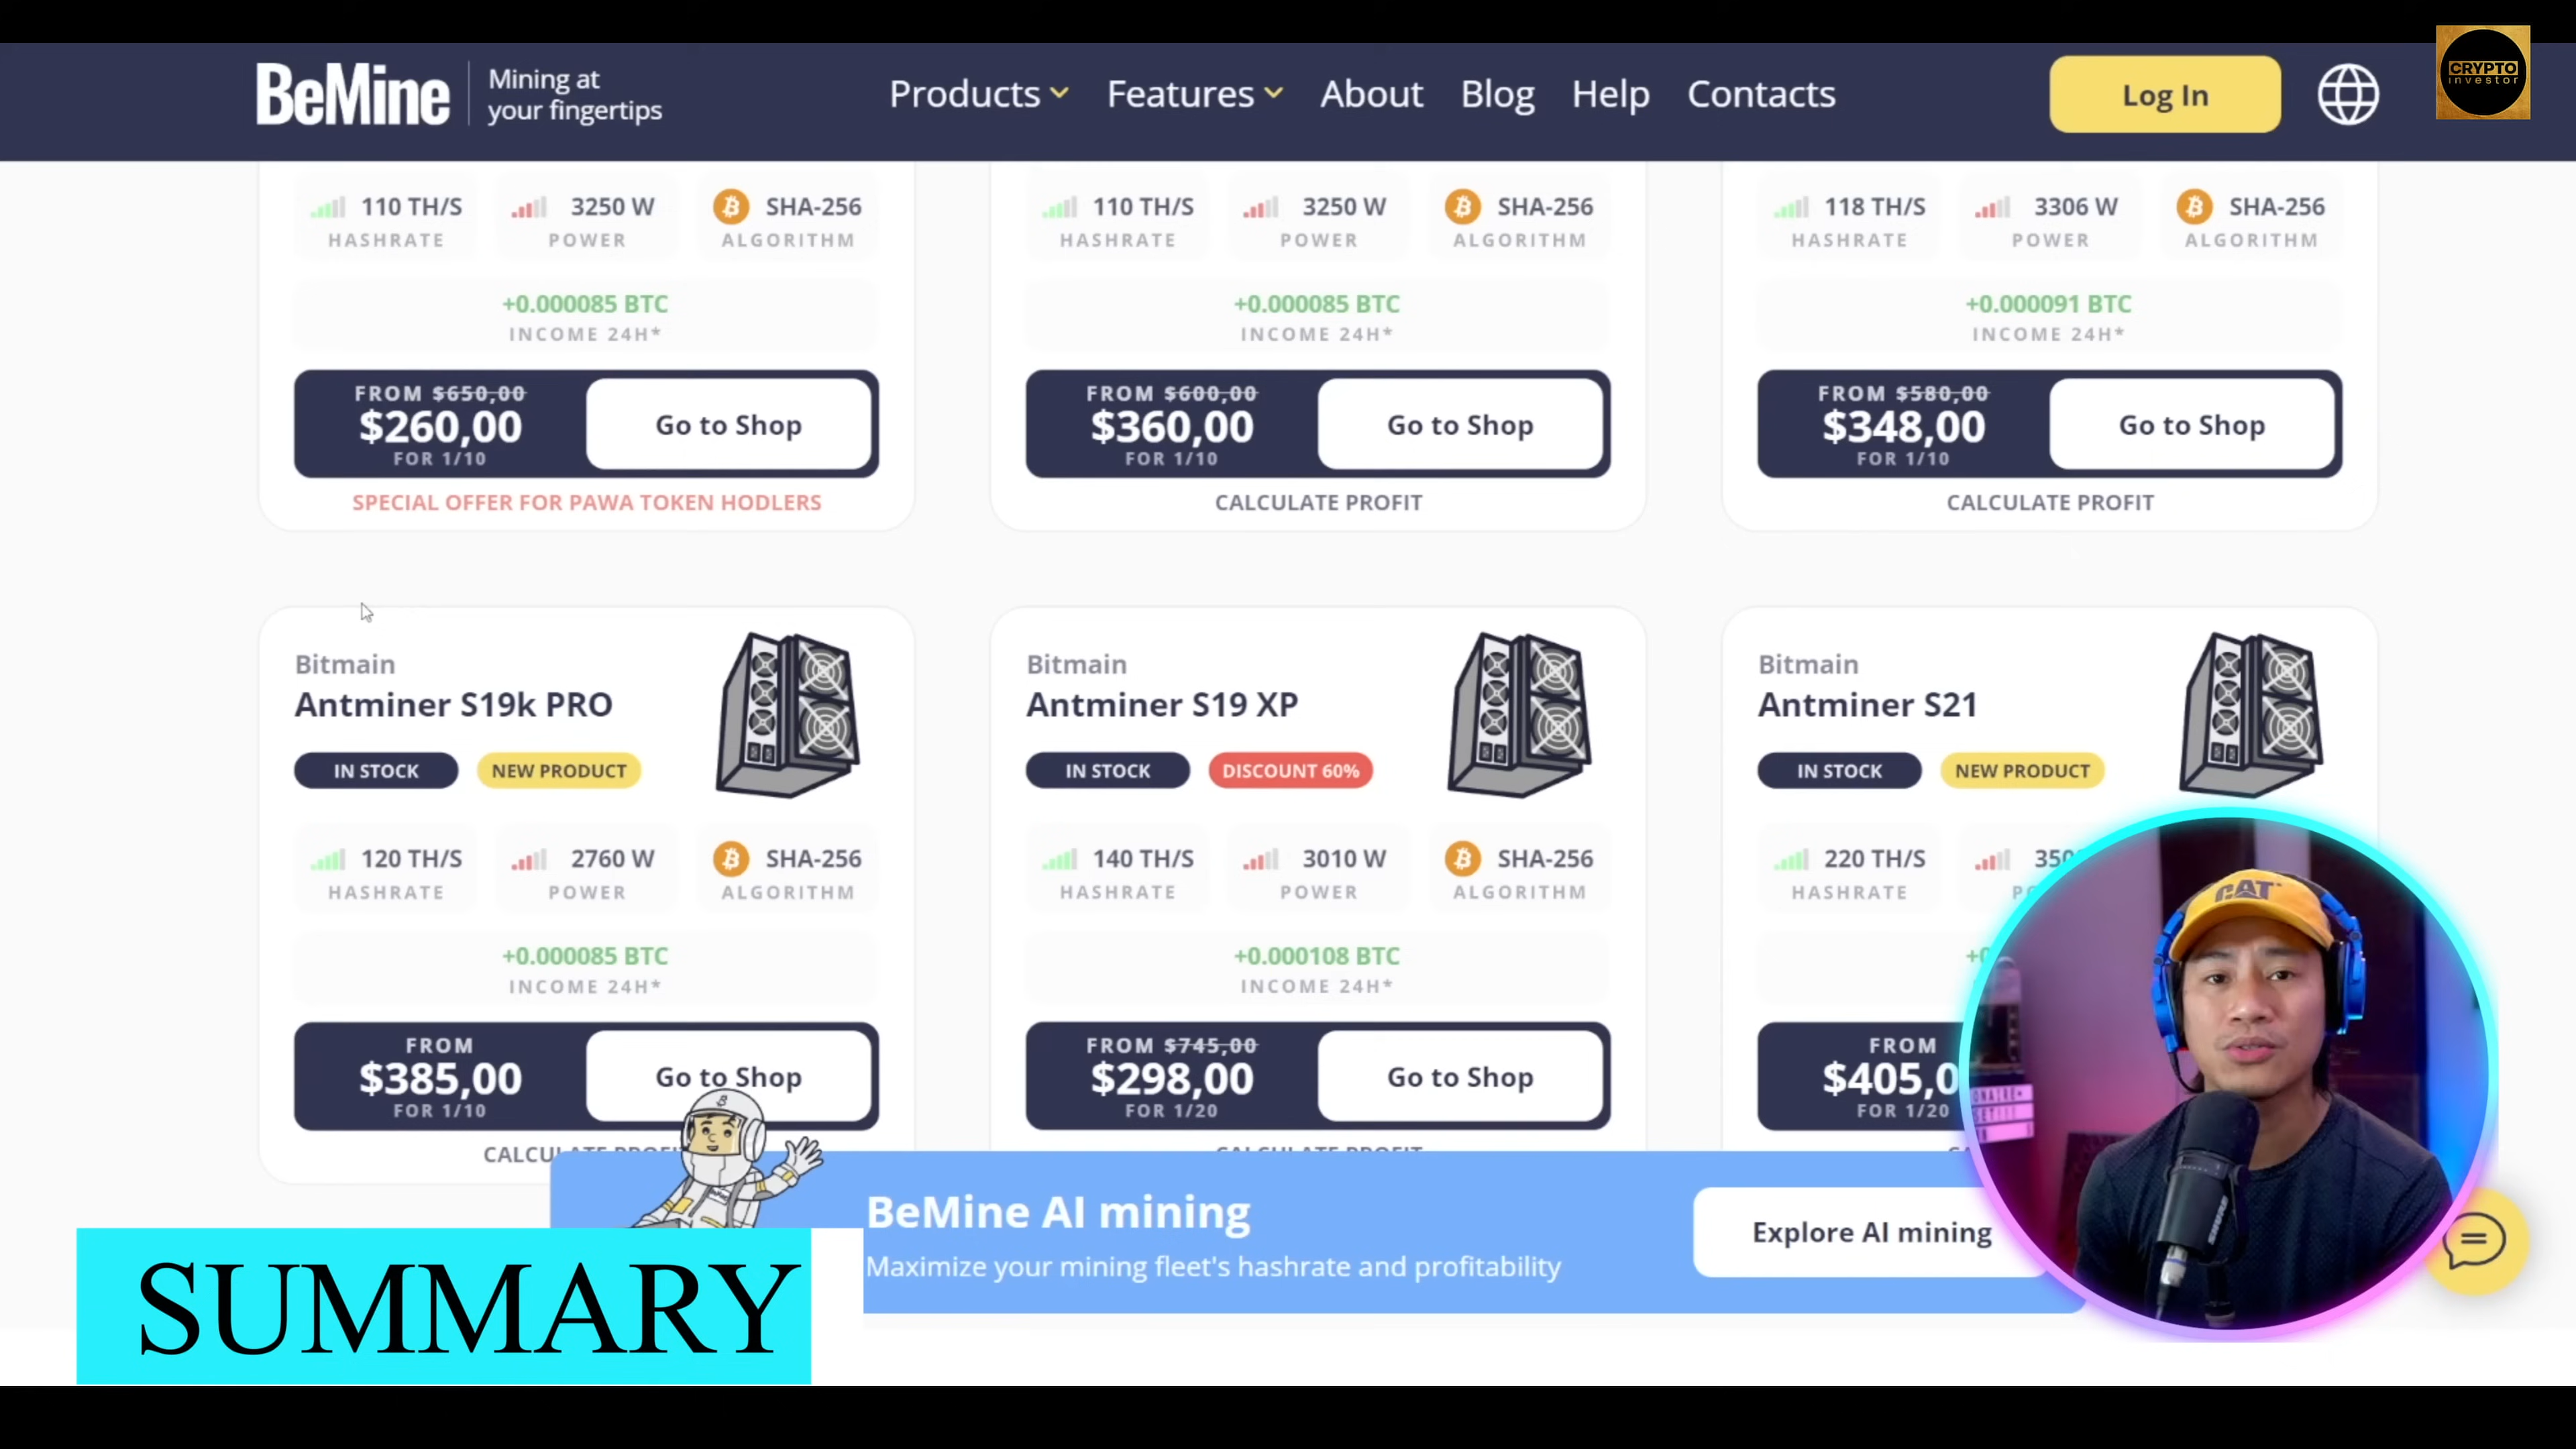 BeMine
Mining at
your fingertips
Products
Features
About
Blog
Help
Contacts
Log In
CRYPTO
investor
110 TH/S
HASHRATE
3250 W
POWER
SHA-256
ALGORITHM
+0.000085 BTC
INCOME 24H*
FROM $650,00
$260,00
FOR 1/10
Go to Shop
SPECIAL OFFER FOR PAWA TOKEN HODLERS
110 TH/S
HASHRATE
3250 W
POWER
SHA-256
ALGORITHM
+0.000085 BTC
INCOME 24H*
FROM $600,00
$360,00
FOR 1/10
Go to Shop
CALCULATE PROFIT
118 TH/S
HASHRATE
3306 W
POWER
SHA-256
ALGORITHM
+0.000091 BTC
INCOME 24H*
FROM $580,00
$348,00
FOR 1/10
Go to Shop
CALCULATE PROFIT
Bitmain
Antminer S19k PRO
IN STOCK
NEW PRODUCT
120 TH/S
HASHRATE
2760 W
POWER
SHA-256
ALGORITHM
+0.000085 BTC
INCOME 24H*
FROM
$385,00
FOR 1/10
Go to Shop
Bitmain
Antminer S19 XP
IN STOCK
DISCOUNT 60%
140 TH/S
HASHRATE
3010 W
POWER
SHA-256
ALGORITHM
+0.000108 BTC
INCOME 24H*
FROM $745,00
$298,00
FOR 1/20
Go to Shop
CALCULATE PROFIT
Bitmain
Antminer S21
IN STOCK
NEW PRODUCT
220 TH/S
HASHRATE
FROM
$405,0
FOR 1/20
CAT
BeMine AI mining
Maximize your mining fleet's hashrate and profitability
Explore AI mining
SUMMARY